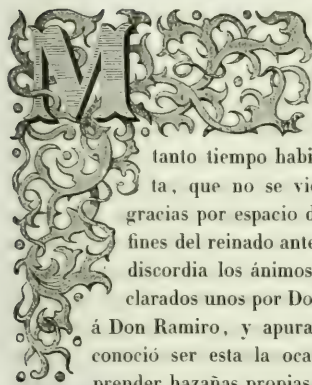 M
tanto tiempo habi
ta, que no se vie
gracias por espacio d
fines del reinado ante
discordia los ánimos
clarados unos por Do
á Don Ramiro, y apura
conoció ser esta la oca
prender hazañas propias